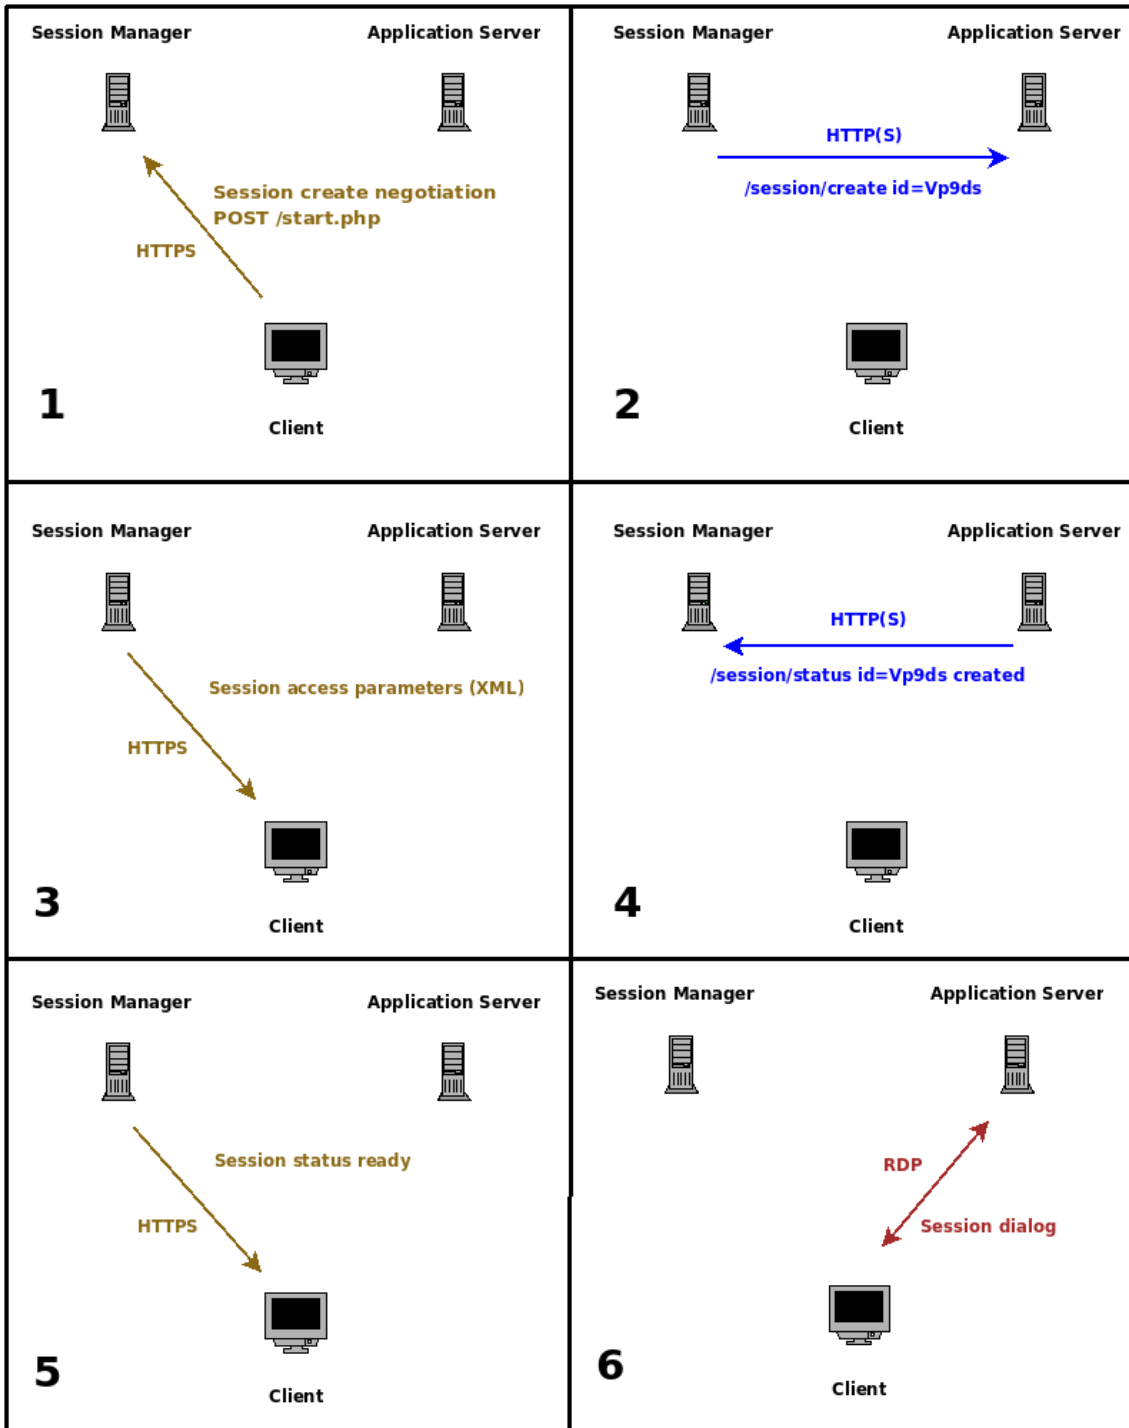 Session Manager
Application Server
Session create negotiation
POST /start.php
HTTPS
1
Client
Session Manager
Application Server
HTTP(S)
/session/create id=Vp9ds
2
Client
Session Manager
Application Server
Session access parameters (XML)
HTTPS
3
Client
Session Manager
Application Server
HTTP(S)
/session/status id=Vp9ds created
4
Client
Session Manager
Application Server
Session status ready
HTTPS
5
Client
Session Manager
Application Server
RDP
Session dialog
6
Client